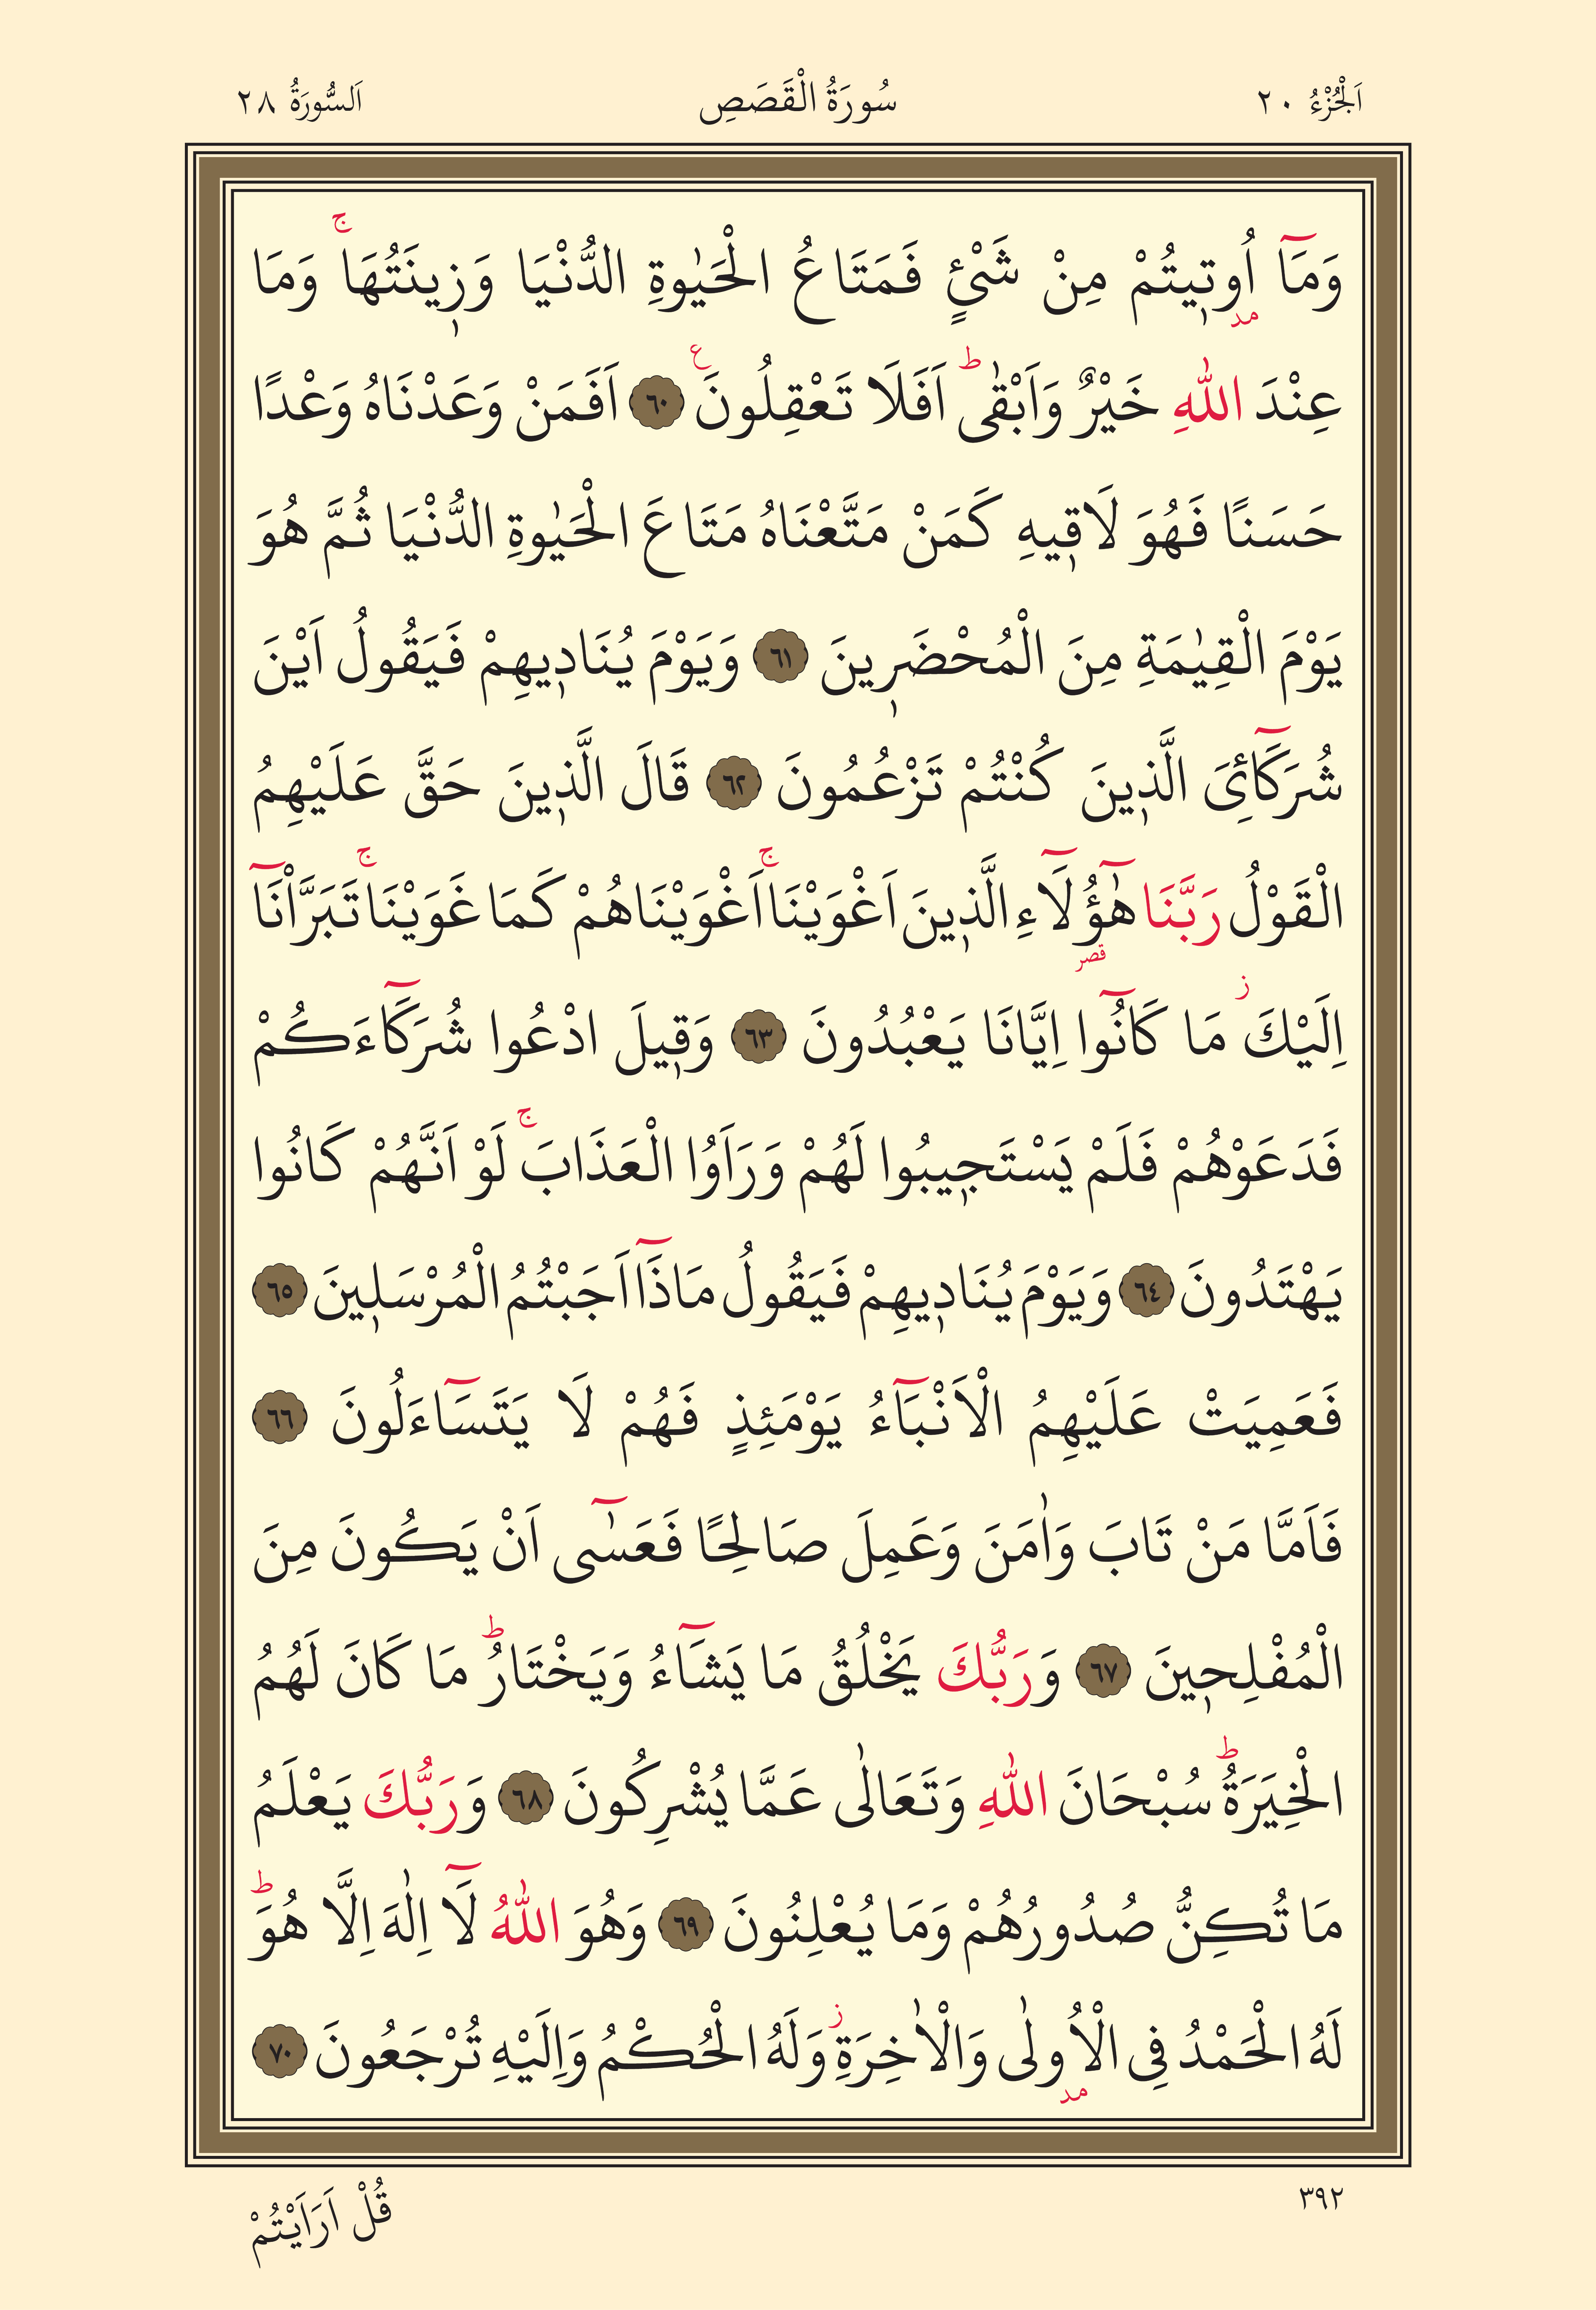 اَلْجُزْءُ ٢٠
سُورَةُ الْقَصَصِ
اَلسُّورَةُ ٢٨
وَمَٓا اُو۫ت۪يتُمْ مِنْ شَيْءٍ فَمَتَاعُ الْحَيٰوةِ الدُّنْيَا وَز۪ينَتُهَاۚ وَمَا
عِنْدَ اللّٰهِ خَيْرٌ وَاَبْقٰىۜ اَفَلَا تَعْقِلُونَ۟ ﴿٦٠﴾ اَفَمَنْ وَعَدْنَاهُ وَعْدًا
حَسَنًا فَهُوَ لَاق۪يهِ كَمَنْ مَتَّعْنَاهُ مَتَاعَ الْحَيٰوةِ الدُّنْيَا ثُمَّ هُوَ
يَوْمَ الْقِيٰمَةِ مِنَ الْمُحْضَر۪ينَ ﴿٦١﴾ وَيَوْمَ يُنَاد۪يهِمْ فَيَقُولُ اَيْنَ
شُرَكَٓائِيَ الَّذ۪ينَ كُنْتُمْ تَزْعُمُونَ ﴿٦٢﴾ قَالَ الَّذ۪ينَ حَقَّ عَلَيْهِمُ
الْقَوْلُ رَبَّنَا هٰٓؤُ۬لَٓاءِ الَّذ۪ينَ اَغْوَيْنَاۚ اَغْوَيْنَاهُمْ كَمَا غَوَيْنَاۚ تَبَرَّاْنَٓا
اِلَيْكَۘ مَا كَانُٓوا اِيَّانَا يَعْبُدُونَ ﴿٦٣﴾ وَق۪يلَ ادْعُوا شُرَكَٓاءَكُمْ
فَدَعَوْهُمْ فَلَمْ يَسْتَج۪يبُوا لَهُمْ وَرَاَوُا الْعَذَابَۚ لَوْ اَنَّهُمْ كَانُوا
يَهْتَدُونَ ﴿٦٤﴾ وَيَوْمَ يُنَاد۪يهِمْ فَيَقُولُ مَاذَٓا اَجَبْتُمُ الْمُرْسَل۪ينَ ﴿٦٥﴾
فَعَمِيَتْ عَلَيْهِمُ الْاَنْبَٓاءُ يَوْمَئِذٍ فَهُمْ لَا يَتَسَٓاءَلُونَ ﴿٦٦﴾
فَاَمَّا مَنْ تَابَ وَاٰمَنَ وَعَمِلَ صَالِحًا فَعَسٰٓى اَنْ يَكُونَ مِنَ
الْمُفْلِح۪ينَ ﴿٦٧﴾ وَرَبُّكَ يَخْلُقُ مَا يَشَٓاءُ وَيَخْتَارُۜ مَا كَانَ لَهُمُ
الْخِيَرَةُۜ سُبْحَانَ اللّٰهِ وَتَعَالٰى عَمَّا يُشْرِكُونَ ﴿٦٨﴾ وَرَبُّكَ يَعْلَمُ
مَا تُكِنُّ صُدُورُهُمْ وَمَا يُعْلِنُونَ ﴿٦٩﴾ وَهُوَ اللّٰهُ لَٓا اِلٰهَ اِلَّا هُوَۜ
لَهُ الْحَمْدُ فِي الْاُو۫لٰى وَالْاٰخِرَةِۘ وَلَهُ الْحُكْمُ وَاِلَيْهِ تُرْجَعُونَ ﴿٧٠﴾
٣٩٢
قُلْ اَرَاَيْتُمْ